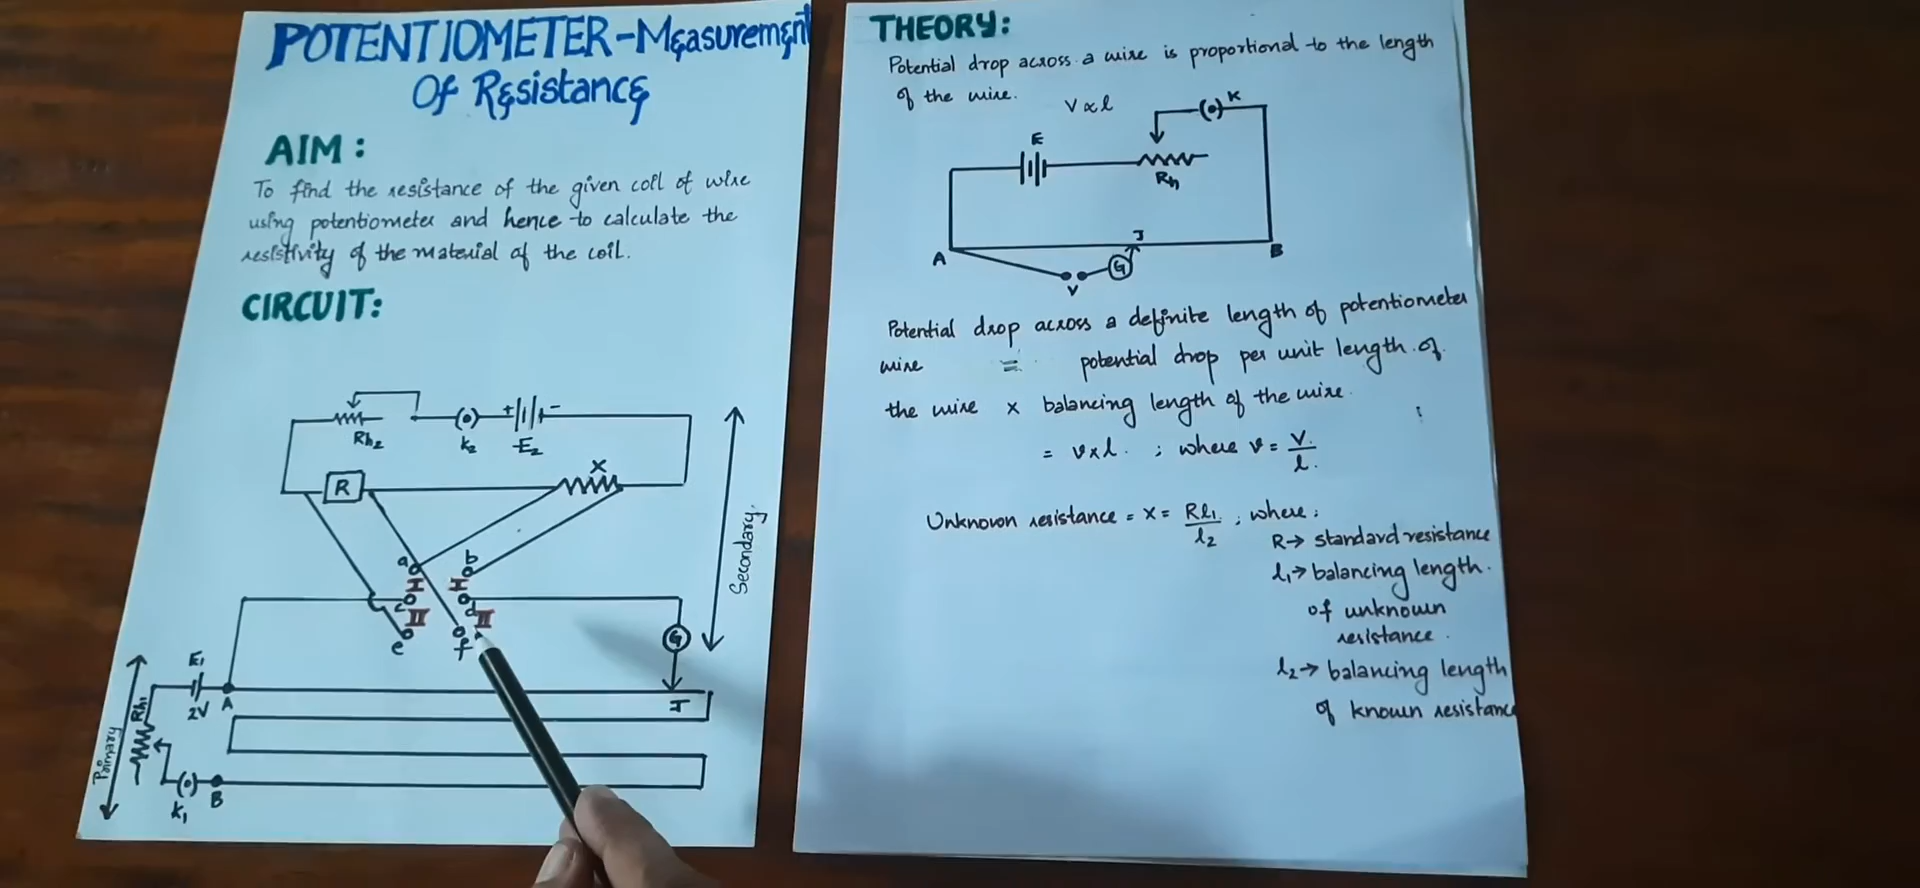 POTENTIOMETER-Measurement
Of Resistance
AIM:
To find the resistance of the given coil of wire
using potentiometer and hence to calculate the
resistivity of the material of the coil.
CIRCUIT:
Rh2
k2
+
-
E2
R
X
a
b
I
I
c
d
II
II
e
f
G
J
Secondary
Primary
Rh1
E1
2V
A
K1
B
THEORY:
Potential drop across a wire is proportional to the length
of the wire.
V ∝ l
K
E
Rh
A
J
B
G
V
Potential drop across a definite length of potentiometer
wire = potential drop per unit length of
the wire × balancing length of the wire.
= v×l. ; where v = V/l.
Unknown resistance = X = Rl1/l2 ; where;
R→ standard resistance
l1→ balancing length
of unknown
resistance.
l2→ balancing length
of known resistance